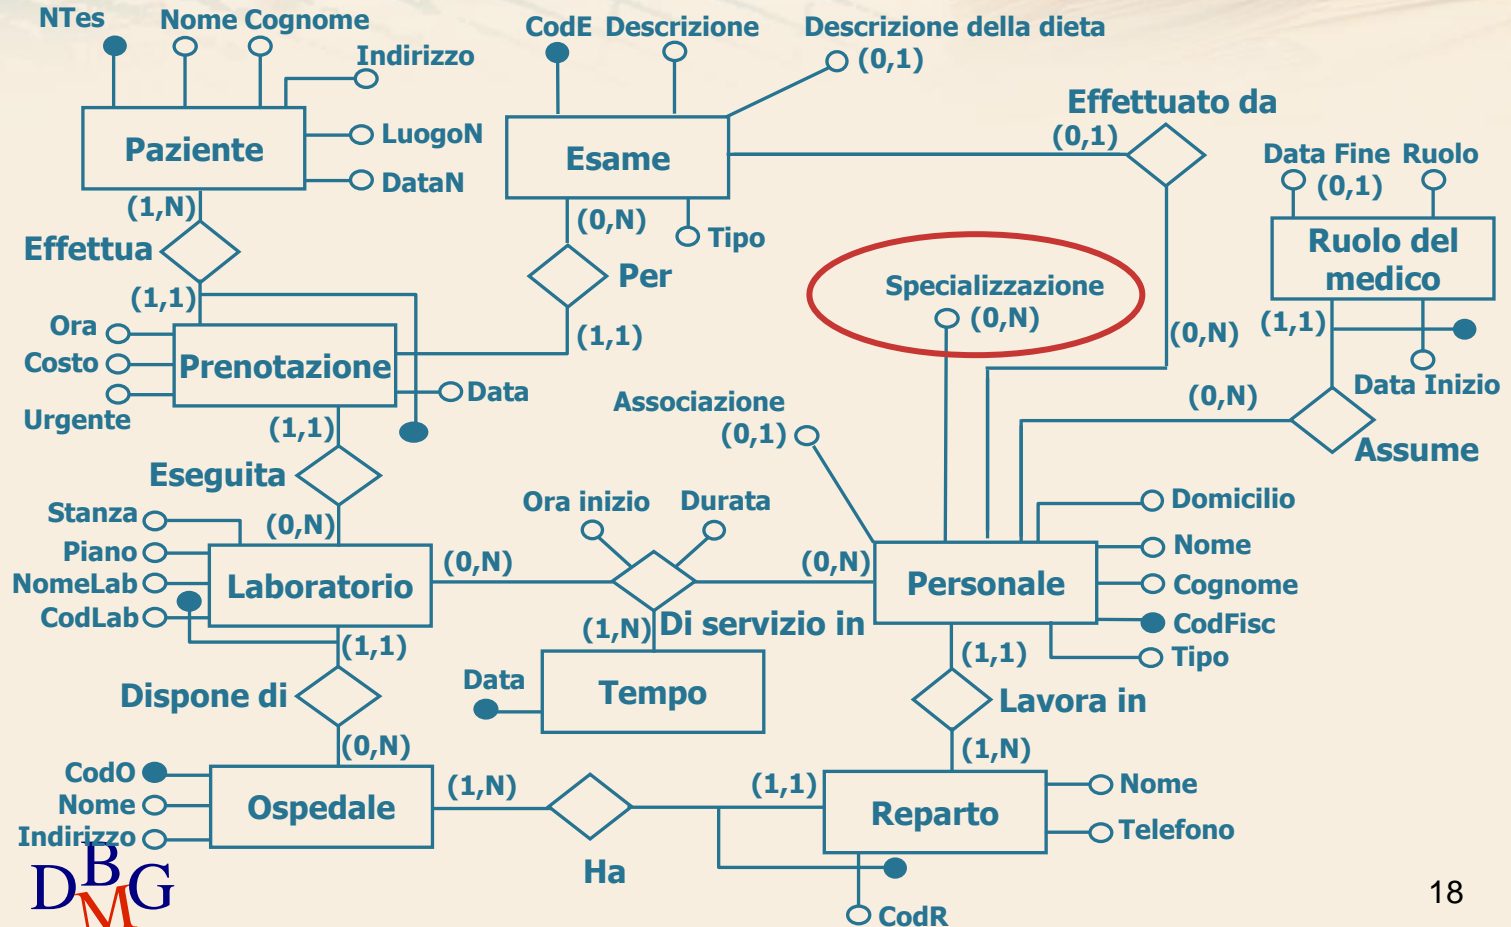 NTes
Nome Cognome
Indirizzo
Paziente
LuogoN
DataN
(1,N)
Effettua
(1,1)
CodE Descrizione
Descrizione della dieta
(0,1)
Esame
(0,N)
Tipo
Per
(1,1)
Effettuato da
(0,1)
(0,N)
Data Fine Ruolo
(0,1)
Ruolo del
medico
(1,1)
Data Inizio
(0,N)
Assume
Specializzazione
(0,N)
Ora
Costo
Urgente
Prenotazione
Data
(1,1)
Eseguita
(0,N)
Associazione
(0,1)
Stanza
Piano
NomeLab
CodLab
Laboratorio
(0,N)
Ora inizio
Durata
(0,N)
Di servizio in
(1,N)
Data
Tempo
Personale
Domicilio
Nome
Cognome
CodFisc
Tipo
(1,1)
Lavora in
(1,N)
(1,1)
Dispone di
(0,N)
CodO
Nome
Indirizzo
Ospedale
(1,N)
Ha
(1,1)
Reparto
Nome
Telefono
CodR
DBMG
18